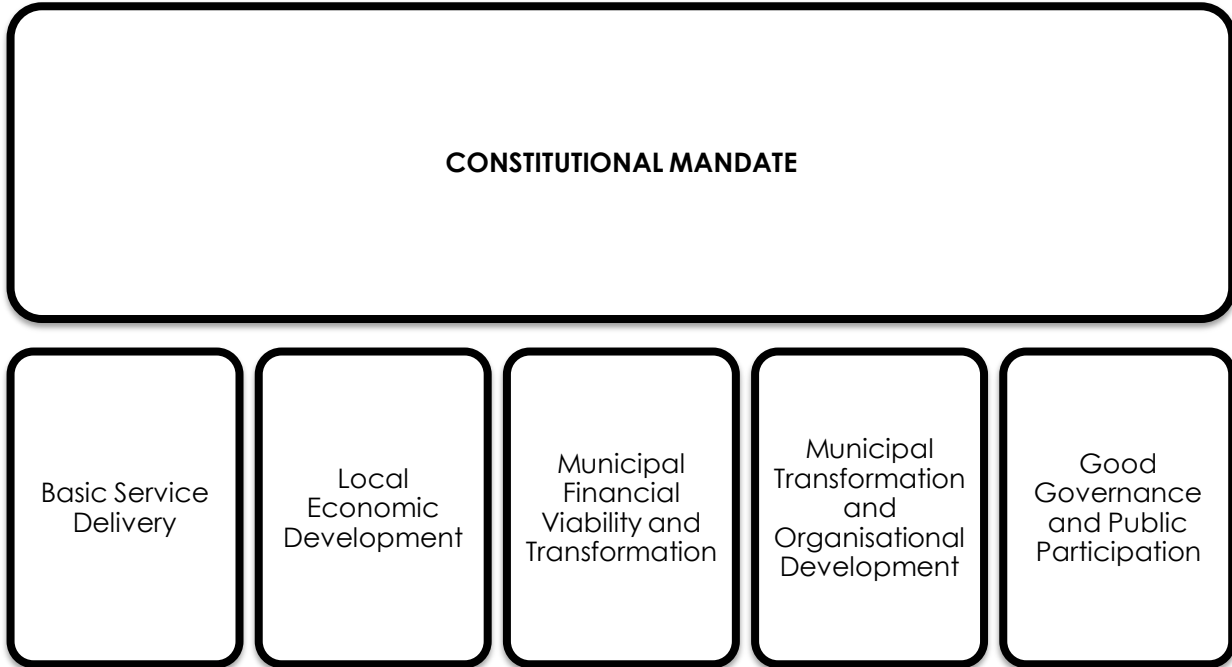 CONSTITUTIONAL MANDATE
Basic Service
Delivery
Local
Economic
Development
Municipal
Financial
Viability and
Transformation
Municipal
Transformation
and
Organisational
Development
Good
Governance
and Public
Participation